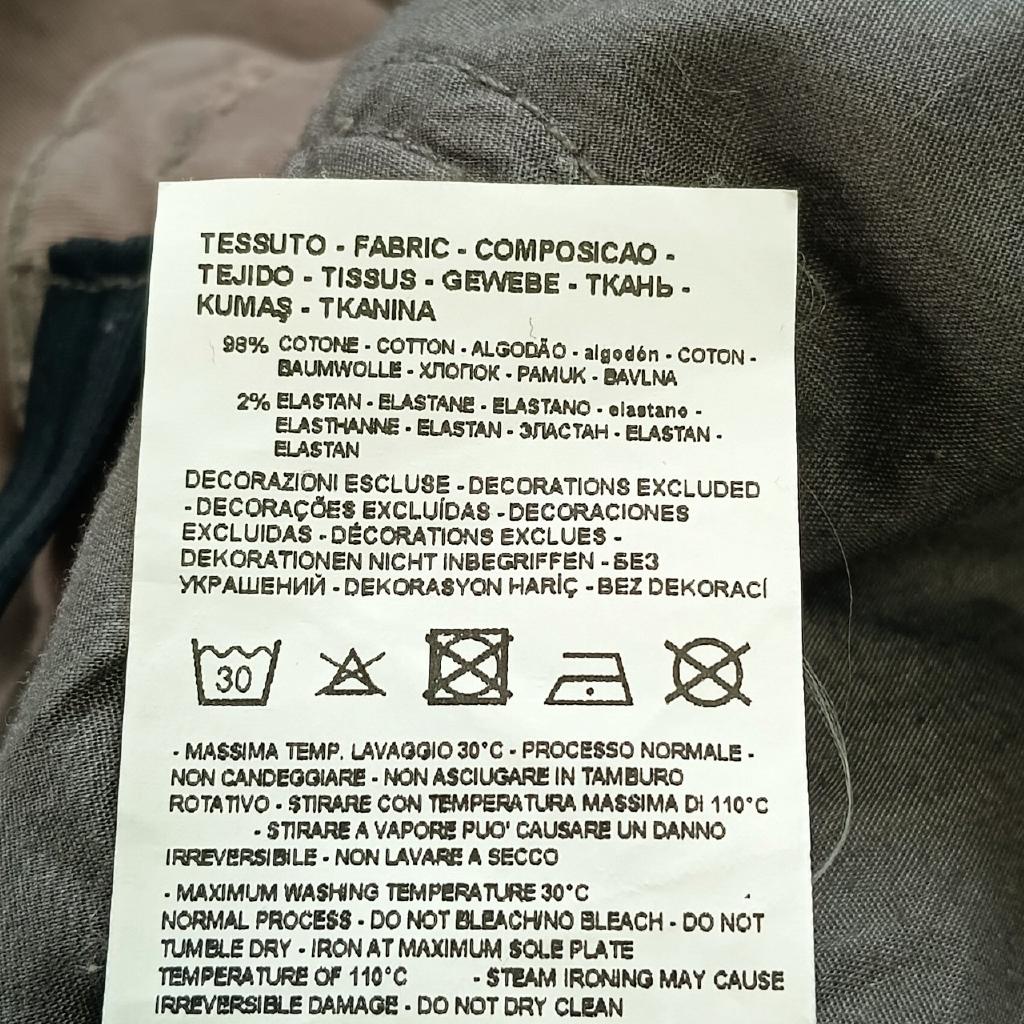 TESSUTO - FABRIC - COMPOSICAO -
TEJIDO - TISSUS - GEWEBE - ТКАНЬ -
KUMAŞ - TKANINA
98% COTONE - COTTON - ALGODÃO - algodón - COTON -
BAUMWOLLE - ХЛОПОК - PAMUK - BAVLNA
2% ELASTAN - ELASTANE - ELASTANO - elastano -
ELASTHANNE - ELASTAN - ЭЛАСТАН - ELASTAN -
ELASTAN
DECORAZIONI ESCLUSE - DECORATIONS EXCLUDED
- DECORAÇÕES EXCLUÍDAS - DECORACIONES
EXCLUIDAS - DÉCORATIONS EXCLUES -
DEKORATIONEN NICHT INBEGRIFFEN - БЕЗ
УКРАШЕНИЙ - DEKORASYON HARİÇ - BEZ DEKORACÍ
30
- MASSIMA TEMP. LAVAGGIO 30°C - PROCESSO NORMALE -
NON CANDEGGIARE - NON ASCIUGARE IN TAMBURO
ROTATIVO - STIRARE CON TEMPERATURA MASSIMA DI 110°C
- STIRARE A VAPORE PUO' CAUSARE UN DANNO
IRREVERSIBILE - NON LAVARE A SECCO
- MAXIMUM WASHING TEMPERATURE 30°C
NORMAL PROCESS - DO NOT BLEACH/NO BLEACH - DO NOT
TUMBLE DRY - IRON AT MAXIMUM SOLE PLATE
TEMPERATURE OF 110°C - STEAM IRONING MAY CAUSE
IRREVERSIBLE DAMAGE - DO NOT DRY CLEAN